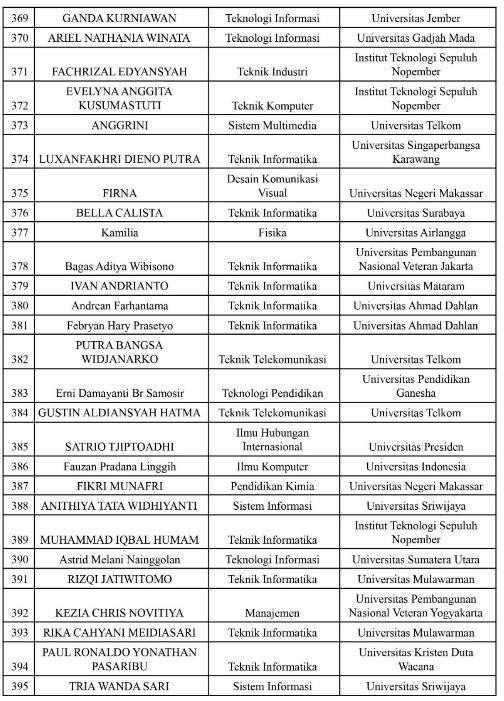 369 GANDA KURNIAWAN Teknologi Informasi Universitas Jember
370 ARIEL NATHANIA WINATA Teknologi Informasi Universitas Gadjah Mada
Institut Teknologi Sepuluh
371 FACHRIZAL EDYANSYAH Teknik Industri Nopember
EVELYNA ANGGITA Institut Teknologi Sepuluh
372 KUSUMASTUTI Teknik Komputer Nopember
373 ANGGRINI Sistem Multimedia Universitas Telkom
Universitas Singaperbangsa
374 LUXANFAKHRI DIENO PUTRA Teknik Informatika Karawang
Desain Komunikasi
375 FIRNA Visual Universitas Negeri Makassar
376 BELLA CALISTA Teknik Informatika Universitas Surabaya
377 Kamilia Fisika Universitas Airlangga
Universitas Pembangunan
378 Bagas Aditya Wibisono Teknik Informatika Nasional Veteran Jakarta
379 IVAN ANDRIANTO Teknik Informatika Universitas Mataram
380 Andrean Farhantama Teknik Informatika Universitas Ahmad Dahlan
381 Febryan Hary Prasetyo Teknik Informatika Universitas Ahmad Dahlan
PUTRA BANGSA
382 WIDJANARKO Teknik Telekomunikasi Universitas Telkom
Universitas Pendidikan
383 Erni Damayanti Br Samosir Teknologi Pendidikan Ganesha
384 GUSTIN ALDIANSYAH HATMA Teknik Telekomunikasi Universitas Telkom
Ilmu Hubungan
385 SATRIO TJIPTOADHI Internasional Universitas Presiden
386 Fauzan Pradana Linggih Ilmu Komputer Universitas Indonesia
387 FIKRI MUNAFRI Pendidikan Kimia Universitas Negeri Makassar
388 ANITHIYA TATA WIDHIYANTI Sistem Informasi Universitas Sriwijaya
Institut Teknologi Sepuluh
389 MUHAMMAD IQBAL HUMAM Teknik Informatika Nopember
390 Astrid Melani Nainggolan Teknologi Informasi Universitas Sumatera Utara
391 RIZQI JATIWITOMO Teknik Informatika Universitas Mulawarman
Universitas Pembangunan
392 KEZIA CHRIS NOVITIYA Manajemen Nasional Veteran Yogyakarta
393 RIKA CAHYANI MEIDIASARI Teknik Informatika Universitas Mulawarman
PAUL RONALDO YONATHAN Universitas Kristen Duta
394 PASARIBU Teknik Informatika Wacana
395 TRIA WANDA SARI Sistem Informasi Universitas Sriwijaya